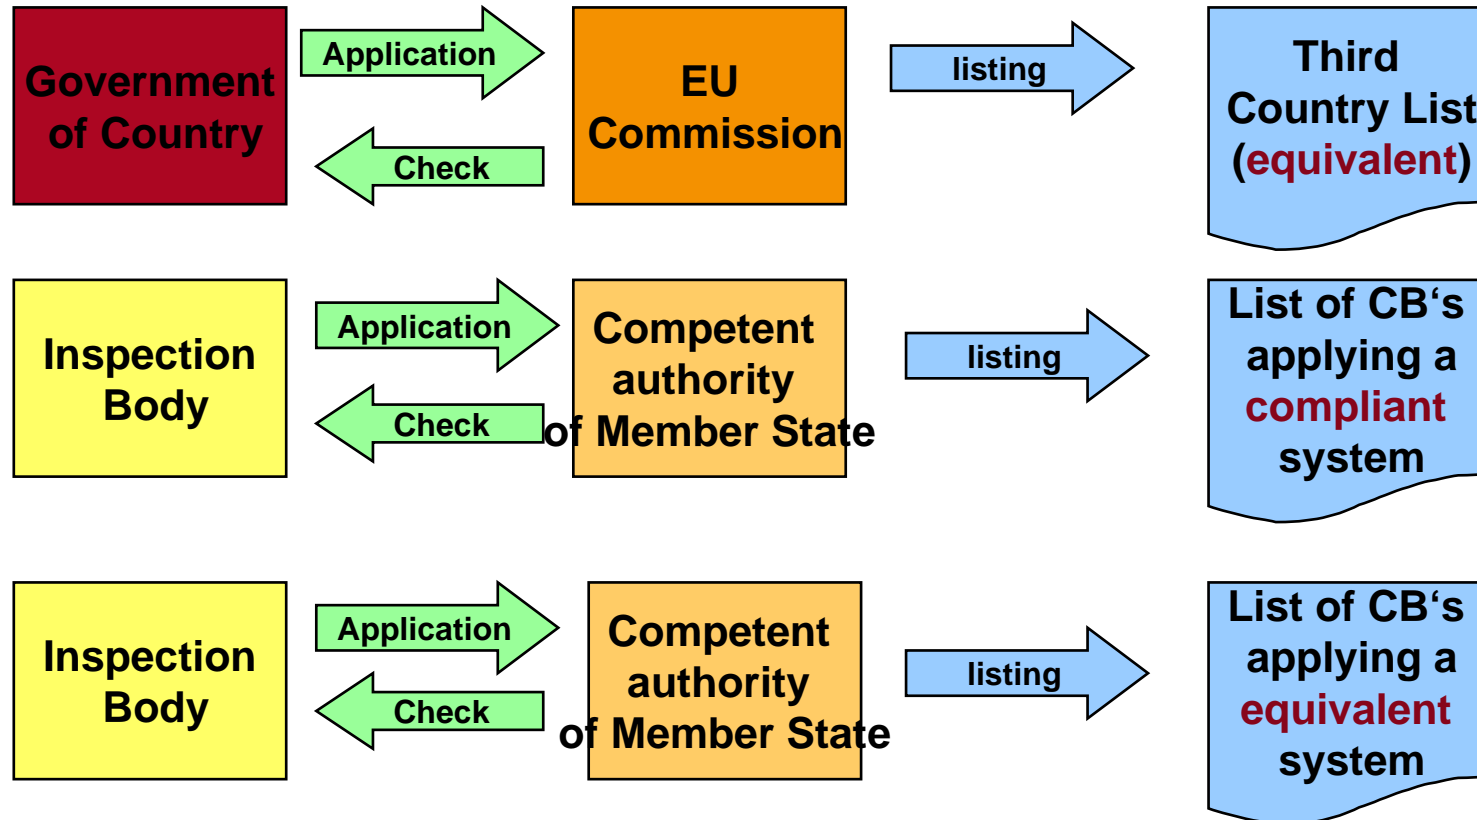 Government
of Country
Application
Check
EU
Commission
listing
Third
Country List
(equivalent)
Inspection
Body
Application
Check
Competent
authority
of Member State
listing
List of CB‘s
applying a
compliant
system
Inspection
Body
Application
Check
Competent
authority
of Member State
listing
List of CB‘s
applying a
equivalent
system